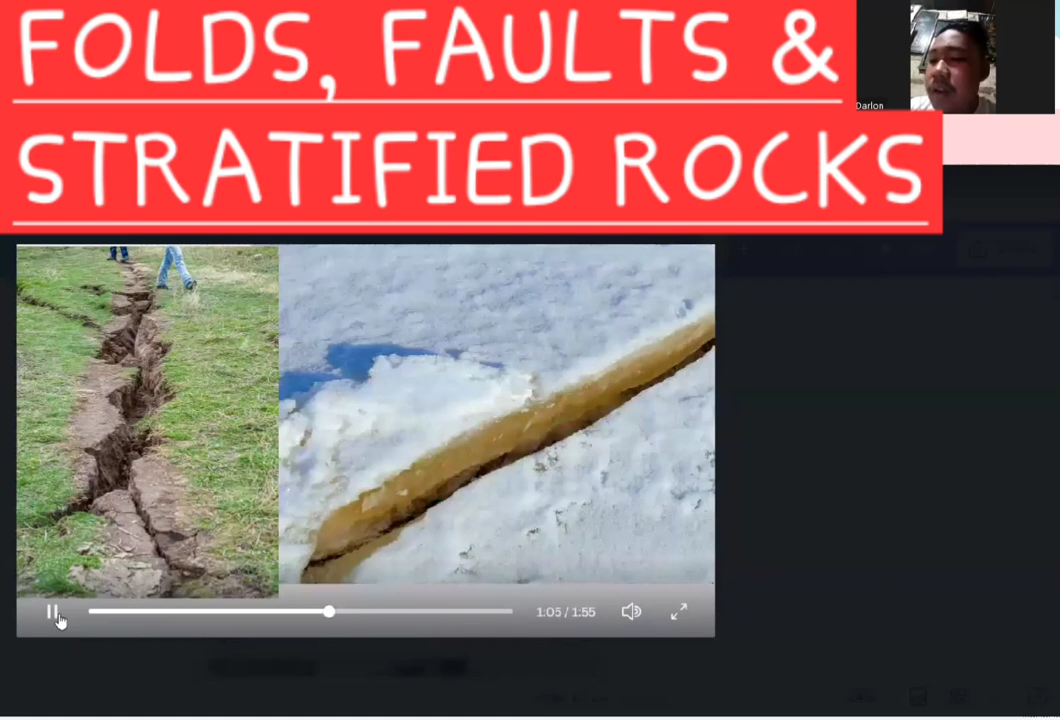 FOLDS, FAULTS &
STRATIFIED ROCKS
Darlon
1:05 / 1:55